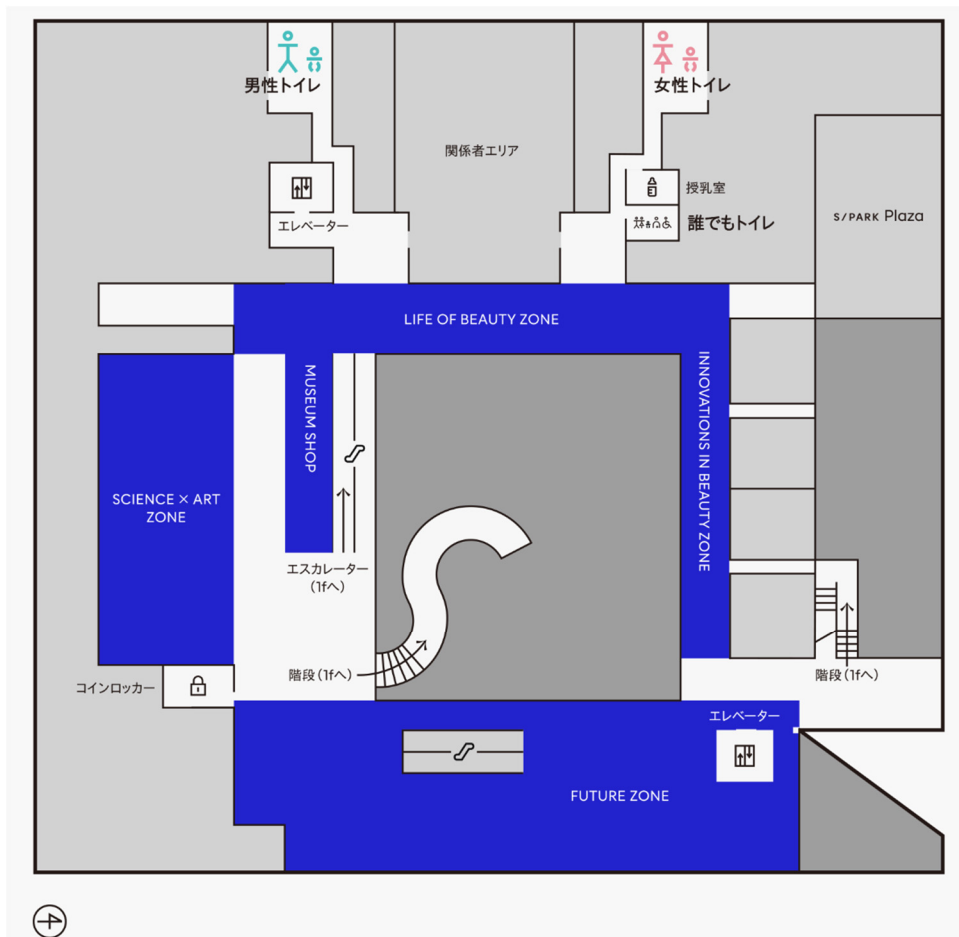 男性トイレ
女性トイレ
関係者エリア
授乳室
誰でもトイレ
エレベーター
S/PARK Plaza
LIFE OF BEAUTY ZONE
MUSEUM SHOP
INNOVATIONS IN BEAUTY ZONE
SCIENCE × ART
ZONE
エスカレーター
(1fへ)
階段(1fへ)
階段(1fへ)
コインロッカー
エレベーター
FUTURE ZONE